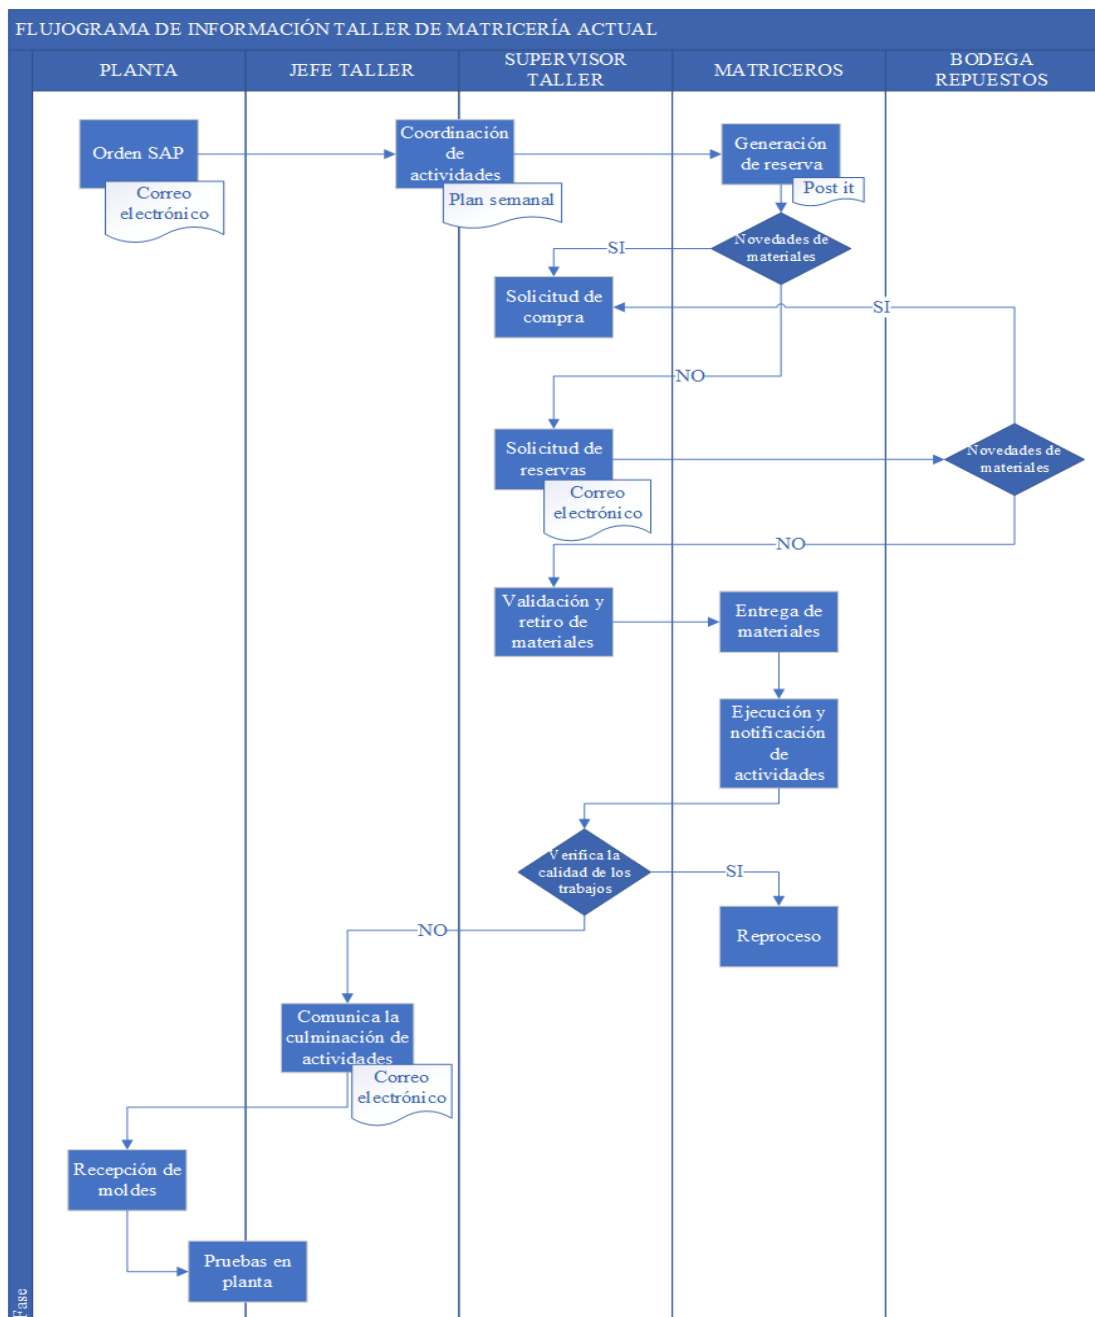 FLUJOGRAMA DE INFORMACIÓN TALLER DE MATRICERÍA ACTUAL
PLANTA
JEFE TALLER
SUPERVISOR
TALLER
MATRICEROS
BODEGA
REPUESTOS
Orden SAP
Correo
electrónico
Coordinación
de
actividades
Plan semanal
Generación
de reserva
Post it
Novedades de
materiales
SI
Solicitud de
compra
SI
NO
Solicitud de
reservas
Correo
electrónico
Novedades de
materiales
NO
Validación y
retiro de
materiales
Entrega de
materiales
Ejecución y
notificación
de
actividades
Verifica la
calidad de los
trabajos
SI
Reproceso
NO
Comunica la
culminación de
actividades
Correo
electrónico
Recepción de
moldes
Pruebas en
planta
Fase